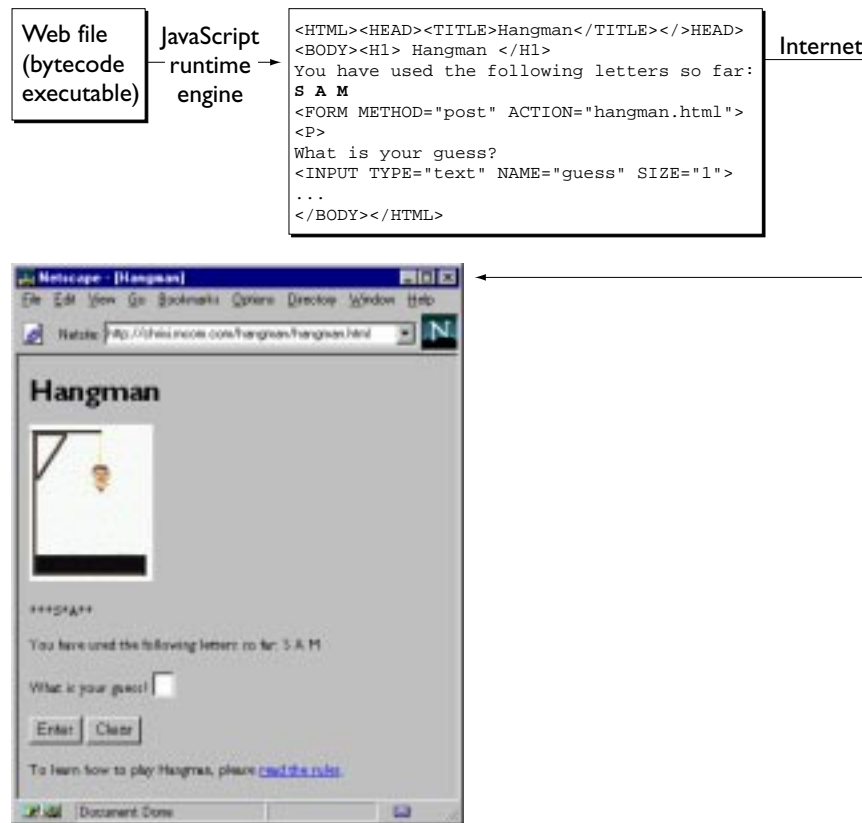 Web file
(bytecode
executable)
JavaScript
runtime
engine
<HTML><HEAD><TITLE>Hangman</TITLE></>HEAD>
<BODY><H1> Hangman </H1>
You have used the following letters so far:
S A M
<FORM METHOD="post" ACTION="hangman.html">
<P>
What is your guess?
<INPUT TYPE="text" NAME="guess" SIZE="1">
...
</BODY></HTML>
Internet
Netscape - [Hangman]
File Edit View Go Bookmarks Options Directory Window Help
Netsite: /hangman/hangman.html
N
Hangman
***S*A**
You have used the following letters so far: S A M
What is your guess?
Enter Clear
To learn how to play Hangman, please read the rules.
Document: Done